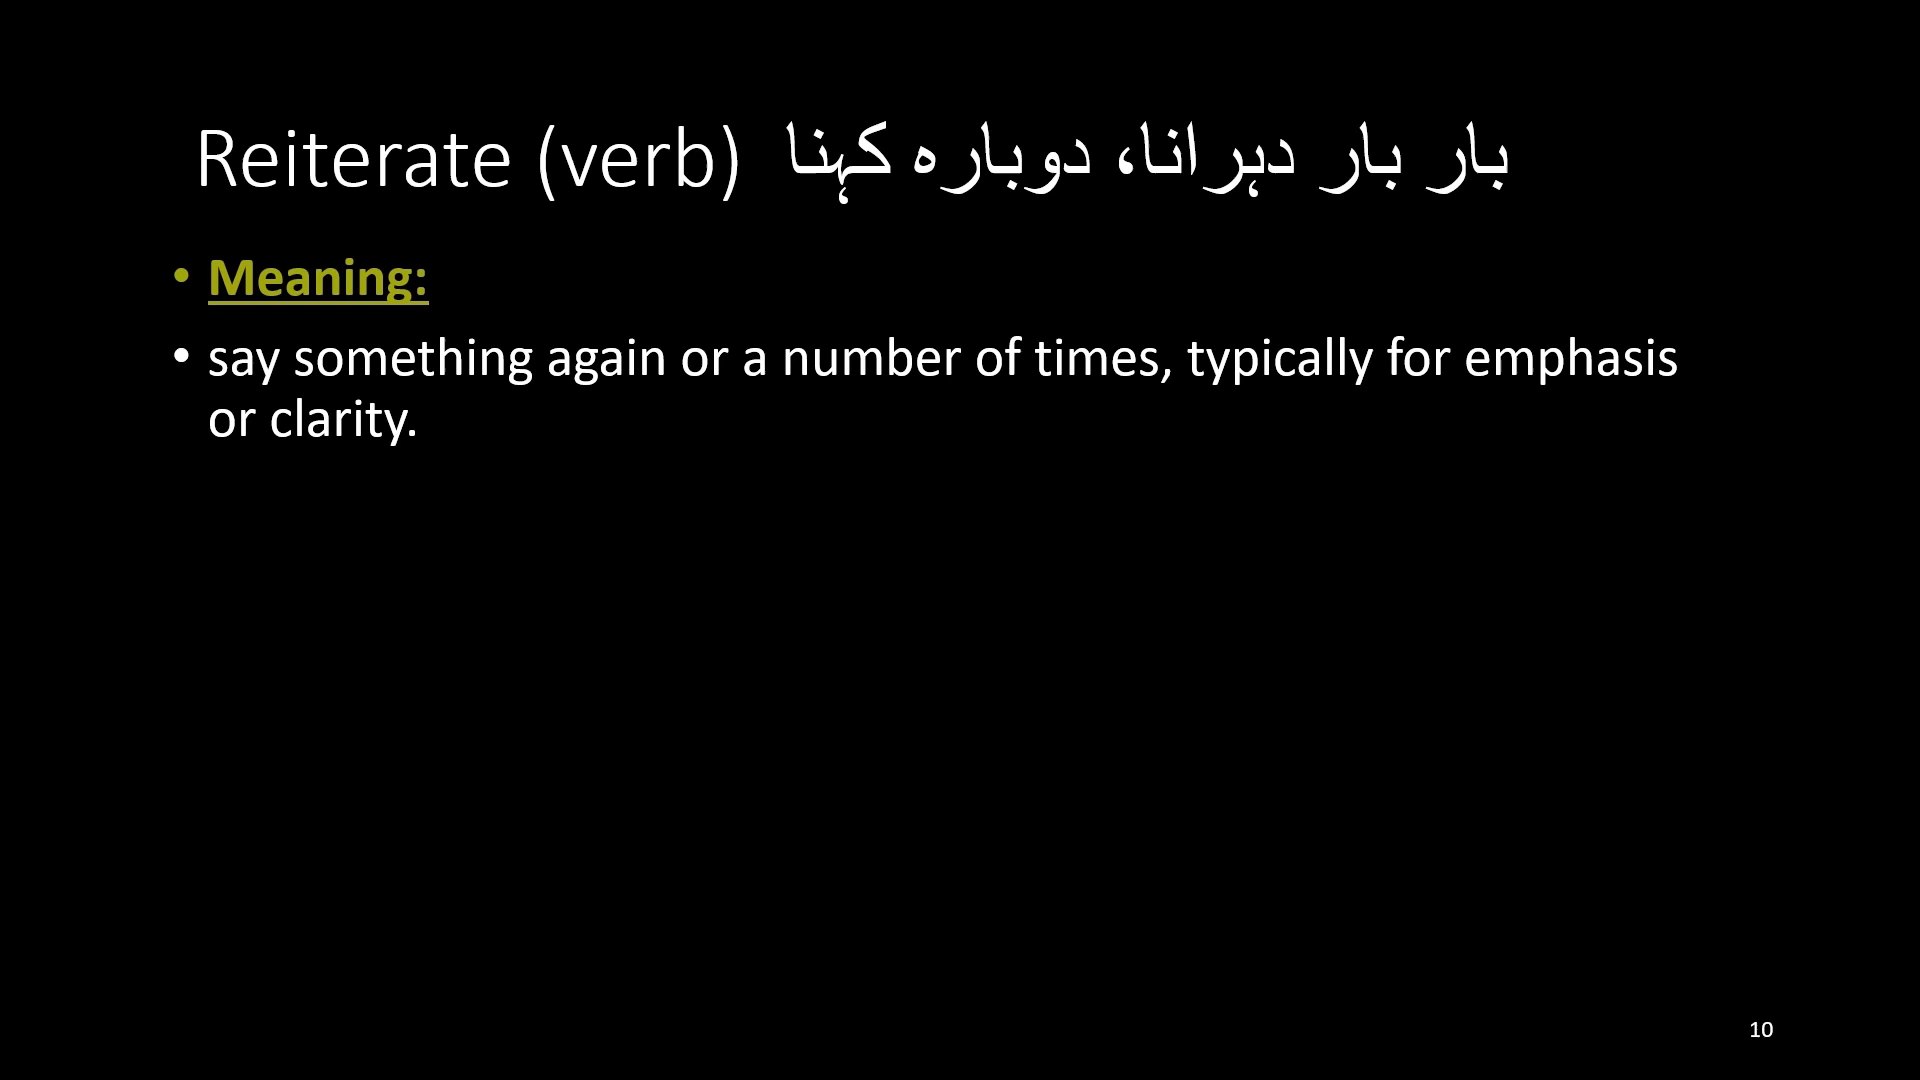 Reiterate (verb) بار بار دہرانا، دوبارہ کہنا
• Meaning:
• say something again or a number of times, typically for emphasis
or clarity.
10